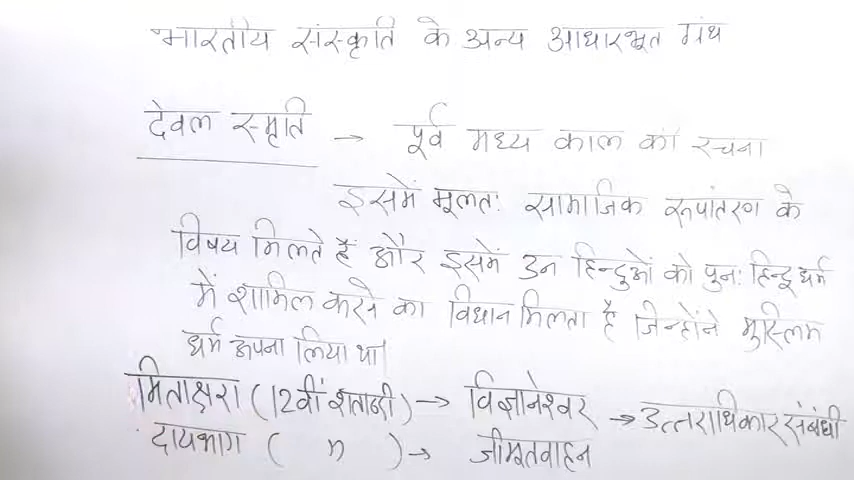 भारतीय संस्कृति के अन्य आधारभूत ग्रंथ
देवल स्मृति → पूर्व मध्य काल की रचना
इसमें मूलतः सामाजिक रूपांतरण के
विषय मिलते हैं और इसमें उन हिन्दुओं को पुनः हिन्दू धर्म
में शामिल करने का विधान मिलता है जिन्होंने मुस्लिम
धर्म अपना लिया था।
मिताक्षरा (12वीं शताब्दी) → विज्ञानेश्वर → उत्तराधिकार संबंधी
दायभाग ( " ) → जीमूतवाहन